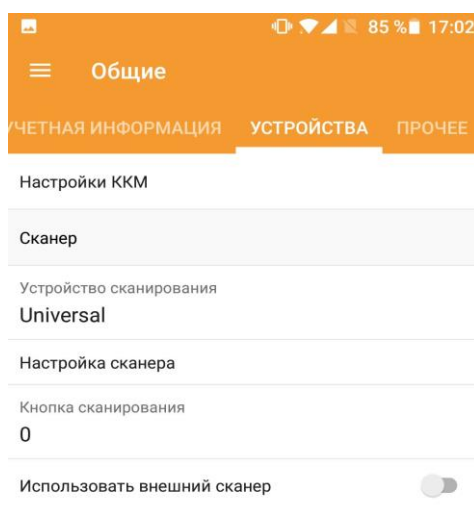 85 % 17:02
Общие
УЧЕТНАЯ ИНФОРМАЦИЯ УСТРОЙСТВА ПРОЧЕЕ
Настройки ККМ
Сканер
Устройство сканирования
Universal
Настройка сканера
Кнопка сканирования
0
Использовать внешний сканер